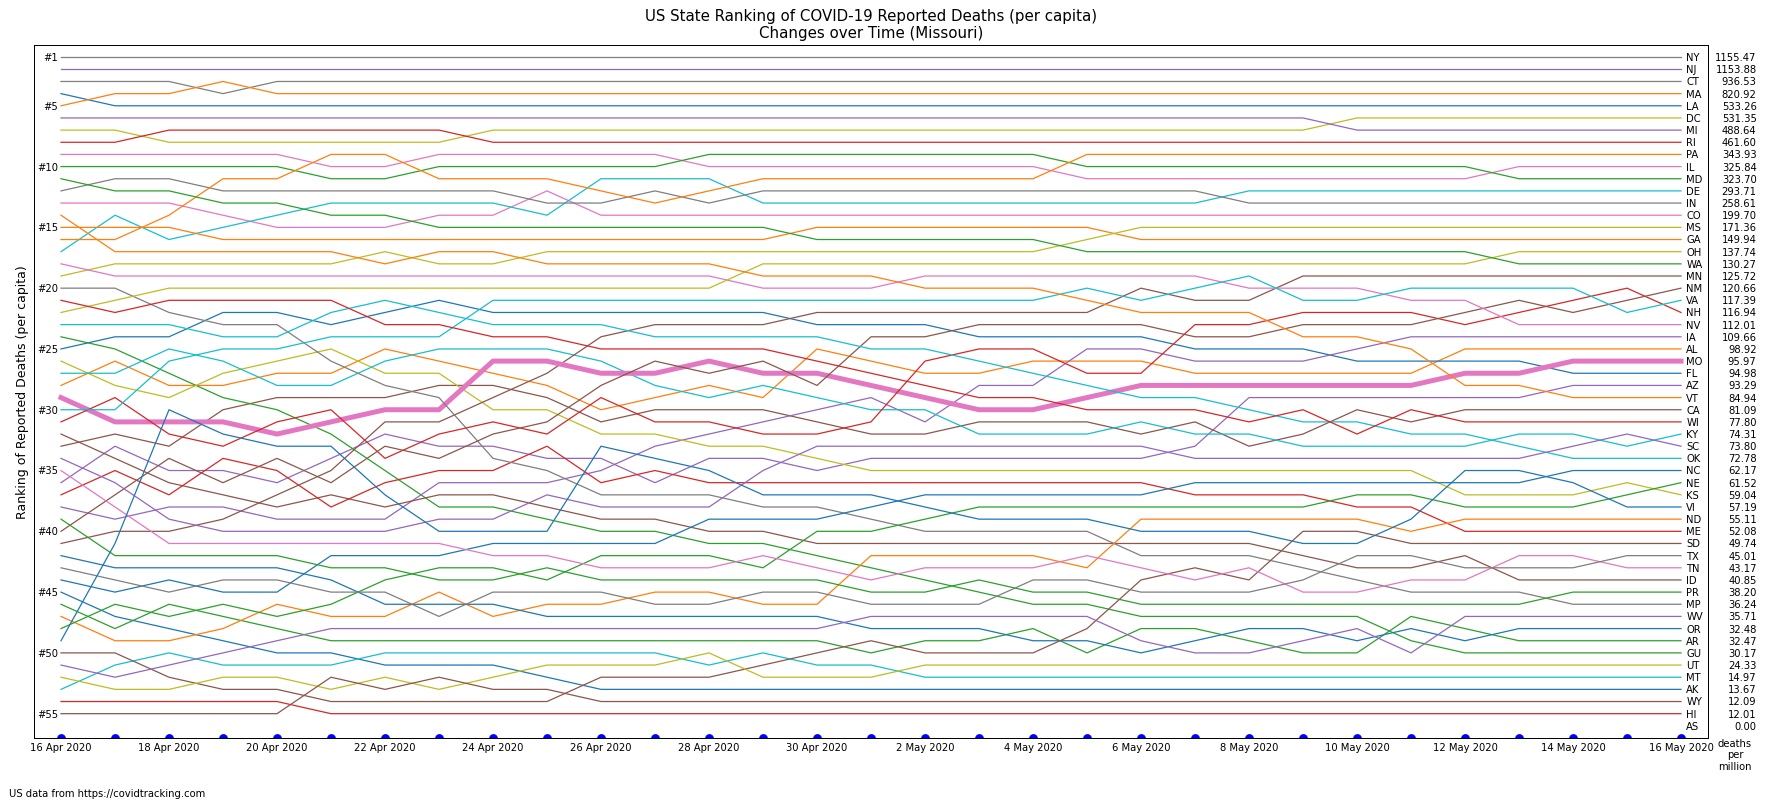 US State Ranking of COVID-19 Reported Deaths (per capita)
Changes over Time (Missouri)
Ranking of Reported Deaths (per capita)
#1
#5
#10
#15
#20
#25
#30
#35
#40
#45
#50
#55
NY 1155.47
NJ 1153.88
CT 936.53
MA 820.92
LA 533.26
DC 531.35
MI 488.64
RI 461.60
PA 343.93
IL 325.84
MD 323.70
DE 293.71
IN 258.61
CO 199.70
MS 171.36
GA 149.94
OH 137.74
WA 130.27
MN 125.72
NM 120.66
VA 117.39
NH 116.94
NV 112.01
IA 109.66
AL 98.92
MO 95.97
FL 94.98
AZ 93.29
VT 84.94
CA 81.09
WI 77.80
KY 74.31
SC 73.80
OK 72.78
NC 62.17
NE 61.52
KS 59.04
VI 57.19
ND 55.11
ME 52.08
SD 49.74
TX 45.01
TN 43.17
ID 40.85
PR 38.20
MP 36.24
WV 35.71
OR 32.48
AR 32.47
GU 30.17
UT 24.33
MT 14.97
AK 13.67
WY 12.09
HI 12.01
AS 0.00
16 Apr 2020 18 Apr 2020 20 Apr 2020 22 Apr 2020 24 Apr 2020 26 Apr 2020 28 Apr 2020 30 Apr 2020 2 May 2020 4 May 2020 6 May 2020 8 May 2020 10 May 2020 12 May 2020 14 May 2020 16 May 2020
deaths
per
million
US data from https://covidtracking.com